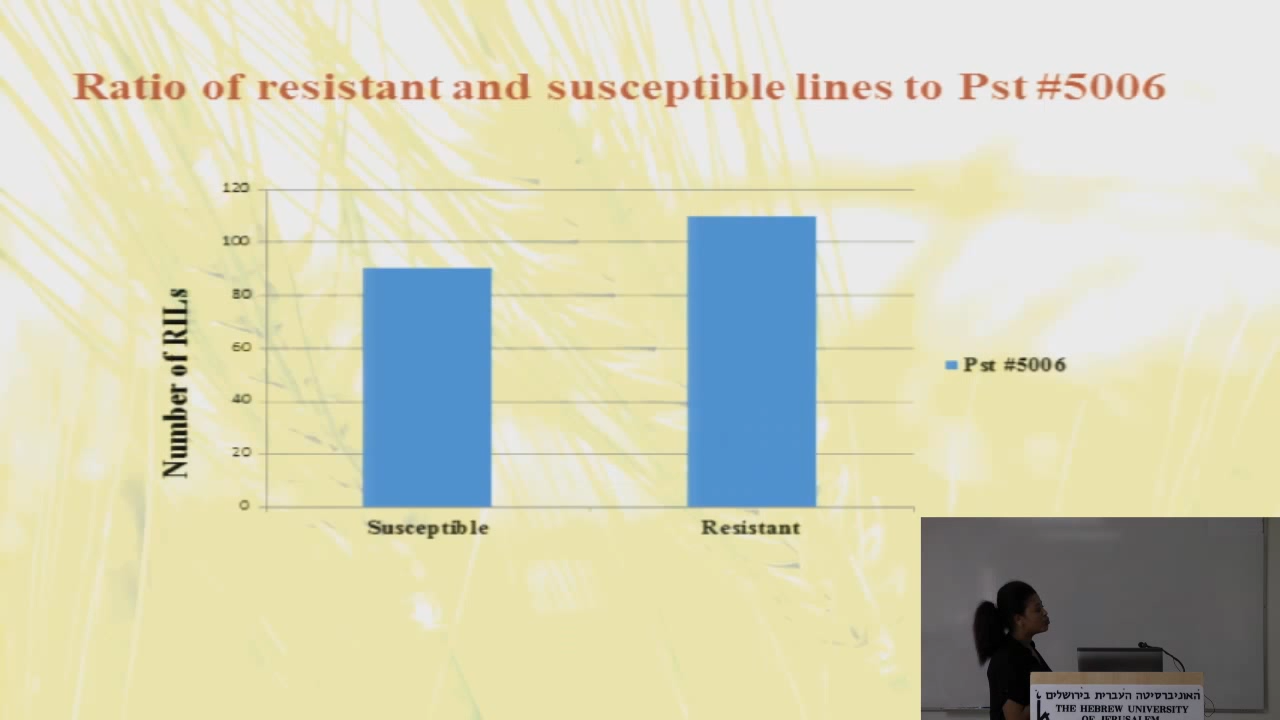 Ratio of resistant and susceptible lines to Pst #5006
120
100
80
60
40
20
0
Number of RILs
Susceptible
Resistant
Pst #5006
האוניברסיטה העברית בירושלים
THE HEBREW UNIVERSITY
OF JERUSALEM